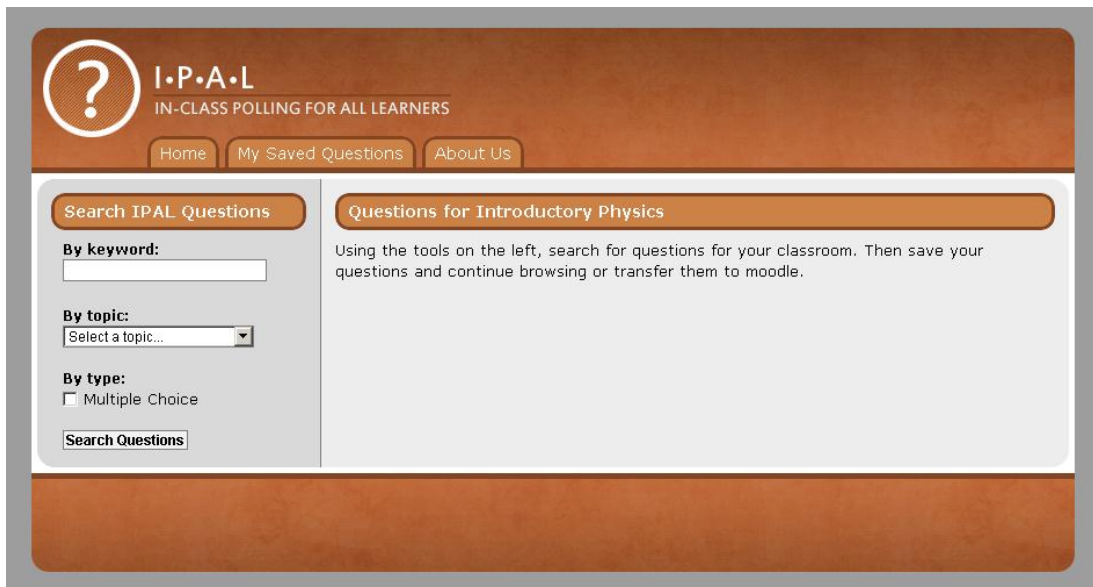 ?
I•P•A•L
IN-CLASS POLLING FOR ALL LEARNERS
Home My Saved Questions About Us
Search IPAL Questions
By keyword:
By topic:
Select a topic...
By type:
Multiple Choice
Search Questions
Questions for Introductory Physics
Using the tools on the left, search for questions for your classroom. Then save your
questions and continue browsing or transfer them to moodle.